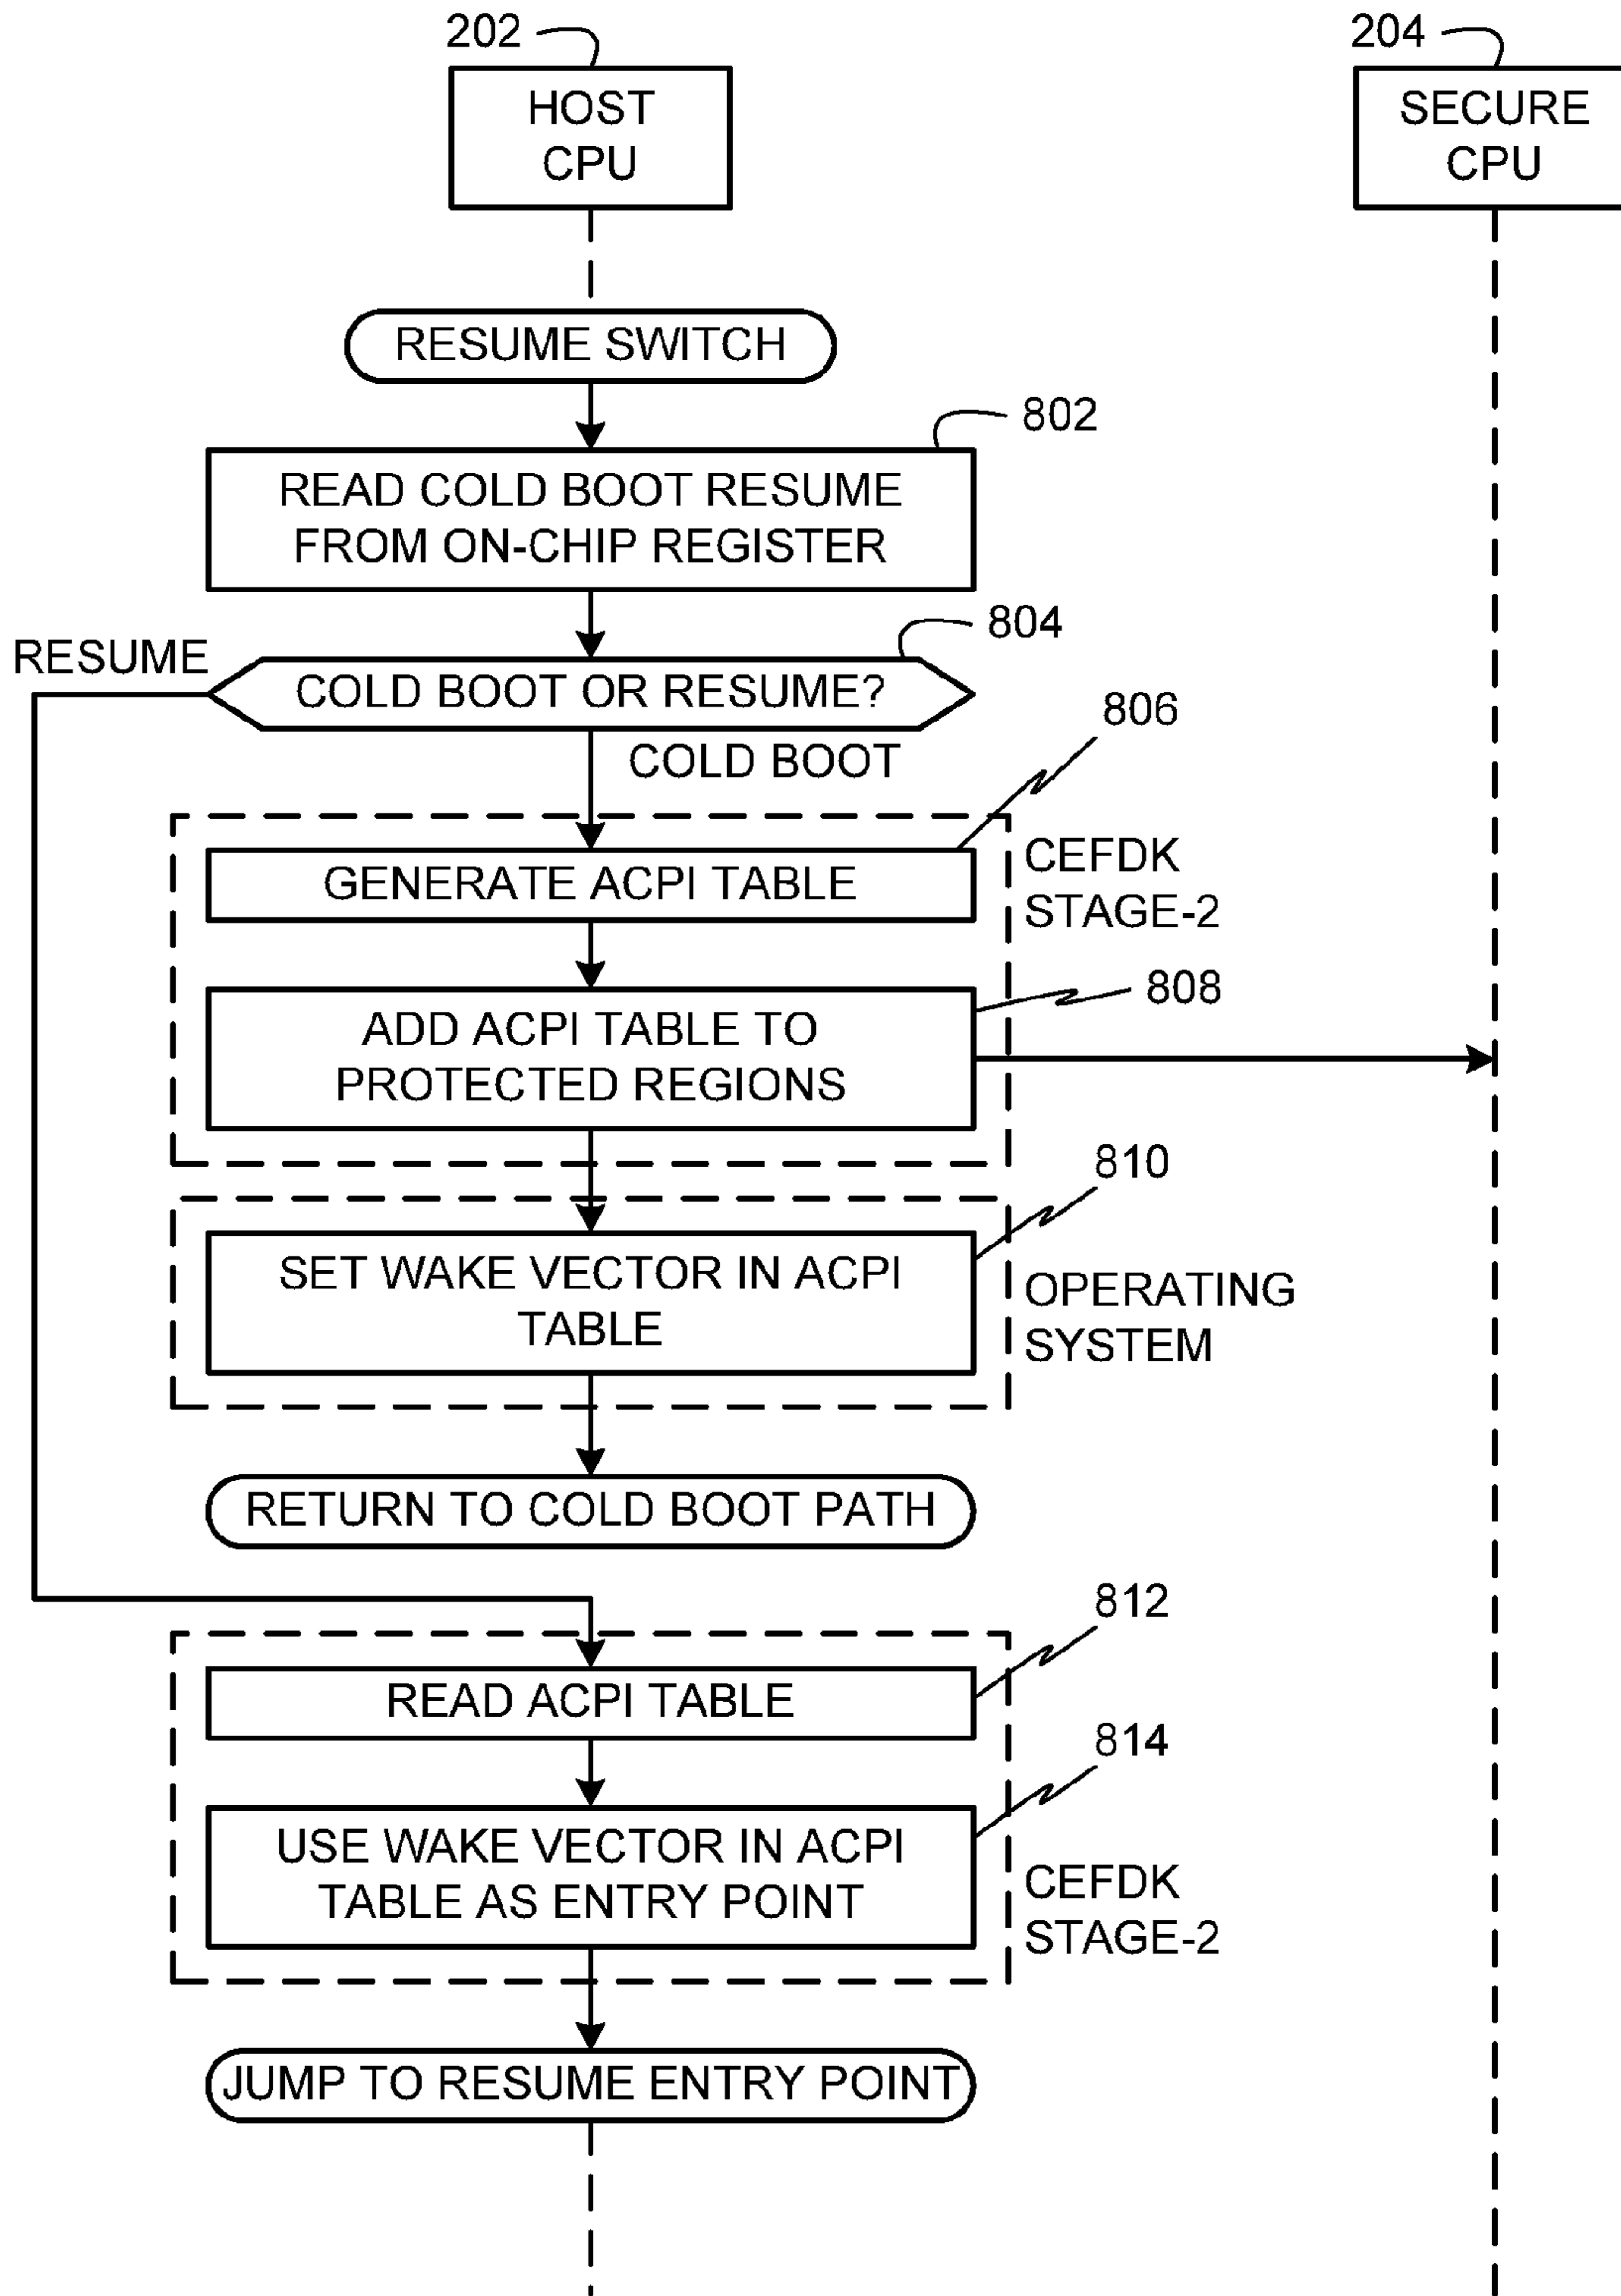 202
204
HOST
CPU
SECURE
CPU
RESUME SWITCH
802
READ COLD BOOT RESUME
FROM ON-CHIP REGISTER
804
RESUME
COLD BOOT OR RESUME?
806
COLD BOOT
CEFDK
STAGE-2
GENERATE ACPI TABLE
808
ADD ACPI TABLE TO
PROTECTED REGIONS
810
SET WAKE VECTOR IN ACPI
TABLE
OPERATING
SYSTEM
RETURN TO COLD BOOT PATH
812
READ ACPI TABLE
814
USE WAKE VECTOR IN ACPI
TABLE AS ENTRY POINT
CEFDK
STAGE-2
JUMP TO RESUME ENTRY POINT